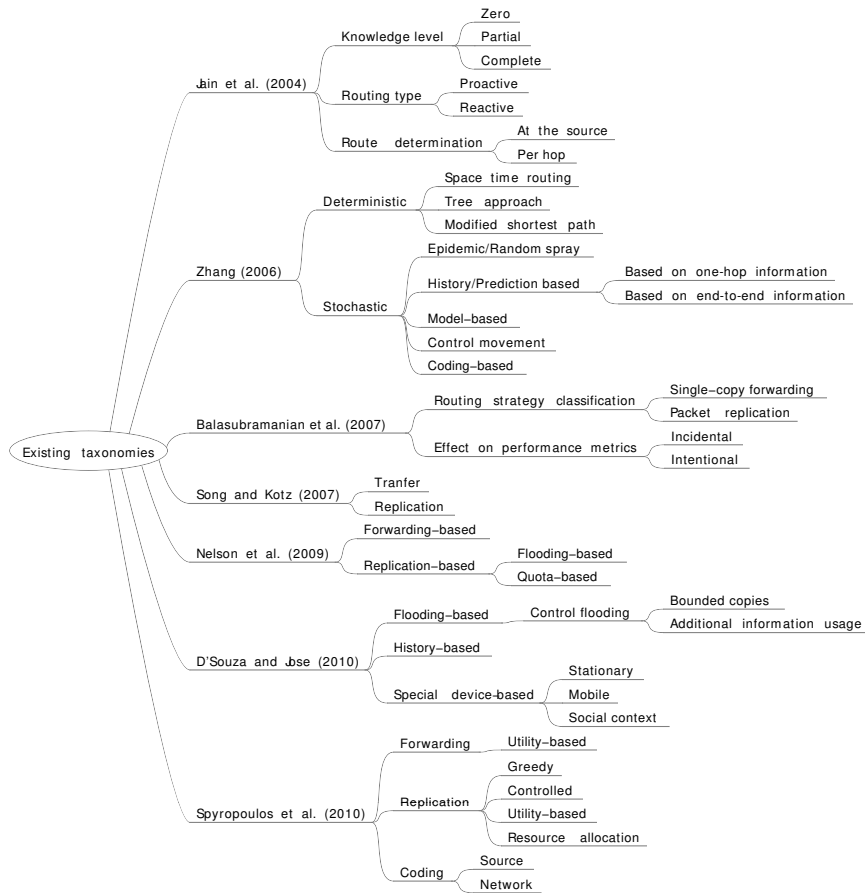 Existing taxonomies
Jain et al. (2004)
Knowledge level
Zero
Partial
Complete
Routing type
Proactive
Reactive
Route determination
At the source
Per hop
Zhang (2006)
Deterministic
Space time routing
Tree approach
Modified shortest path
Stochastic
Epidemic/Random spray
History/Prediction based
Based on one-hop information
Based on end-to-end information
Model–based
Control movement
Coding–based
Balasubramanian et al. (2007)
Routing strategy classification
Single–copy forwarding
Packet replication
Effect on performance metrics
Incidental
Intentional
Song and Kotz (2007)
Tranfer
Replication
Nelson et al. (2009)
Forwarding–based
Replication–based
Flooding–based
Quota–based
D'Souza and Jose (2010)
Flooding–based
Control flooding
Bounded copies
Additional information usage
History–based
Special device-based
Stationary
Mobile
Social context
Spyropoulos et al. (2010)
Forwarding
Utility–based
Replication
Greedy
Controlled
Utility–based
Resource allocation
Coding
Source
Network